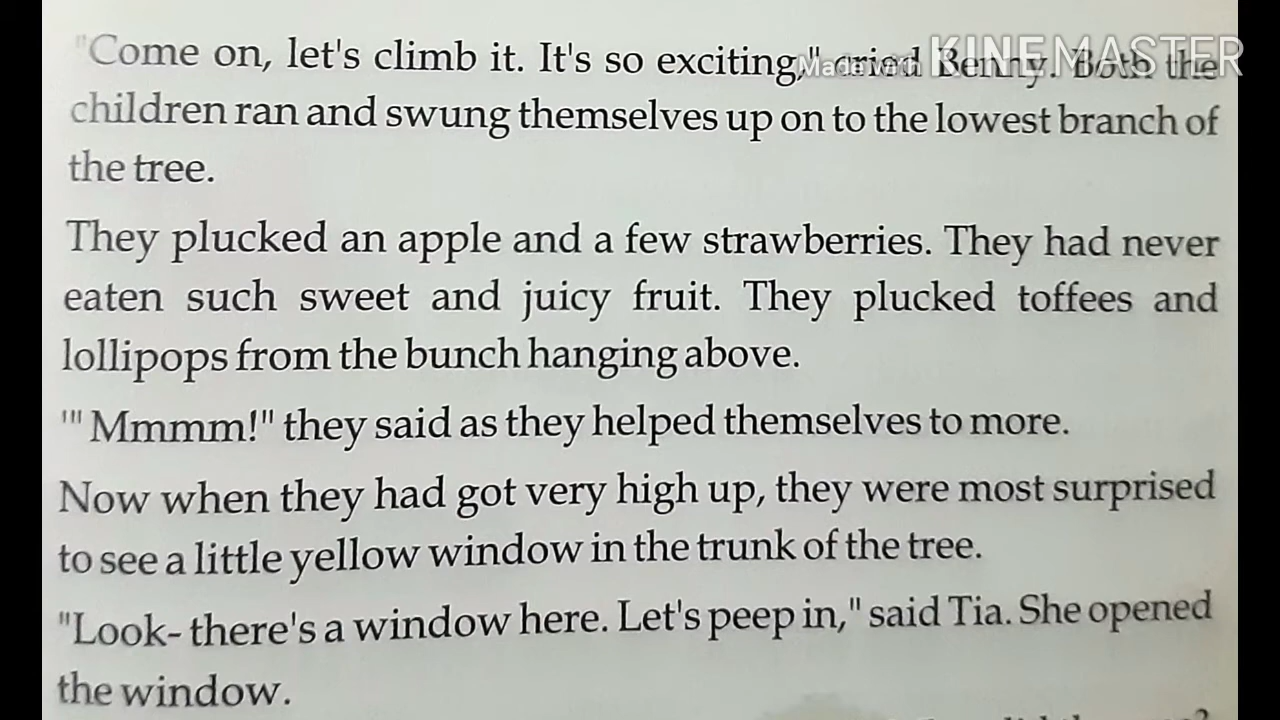 "Come on, let's climb it. It's so exciting," cried Benny. Both the
Made with KINEMASTER
children ran and swung themselves up on to the lowest branch of
the tree.
They plucked an apple and a few strawberries. They had never
eaten such sweet and juicy fruit. They plucked toffees and
lollipops from the bunch hanging above.
'" Mmmm!" they said as they helped themselves to more.
Now when they had got very high up, they were most surprised
to see a little yellow window in the trunk of the tree.
"Look- there's a window here. Let's peep in," said Tia. She opened
the window.